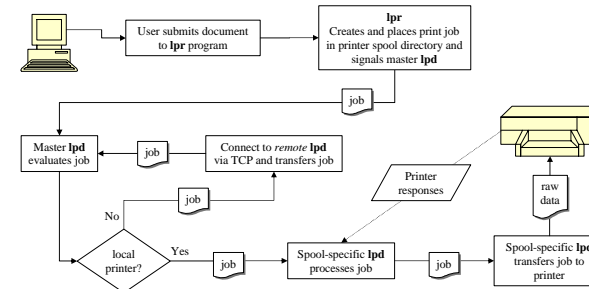 User submits document
to lpr program
lpr
Creates and places print job
in printer spool directory and
signals master lpd
job
Master lpd
evaluates job
job
Connect to remote lpd
via TCP and transfers job
Printer
responses
raw
data
No
job
local
printer?
Yes
job
Spool-specific lpd
processes job
job
Spool-specific lpd
transfers job to
printer